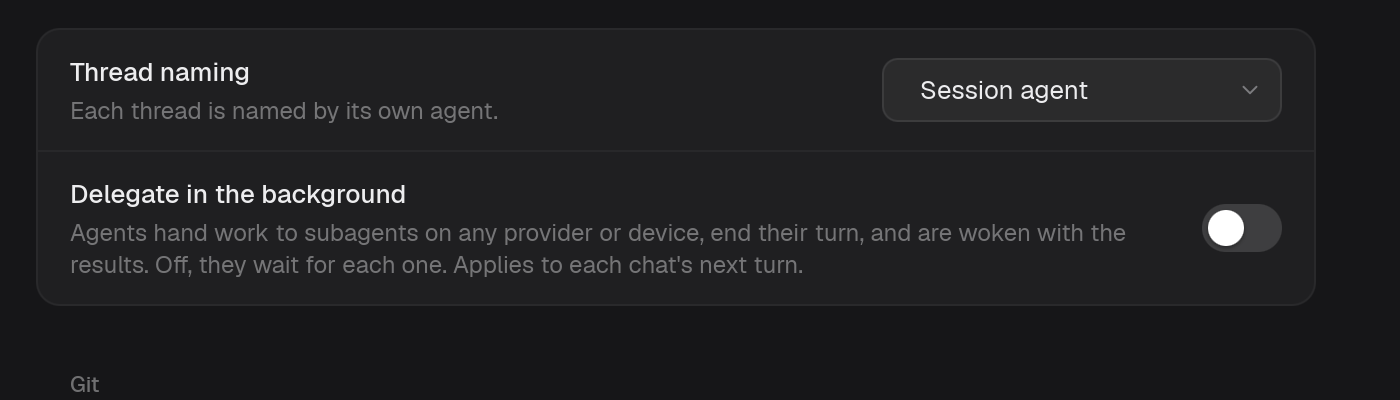 Thread naming
Each thread is named by its own agent.
Session agent
Delegate in the background
Agents hand work to subagents on any provider or device, end their turn, and are woken with the
results. Off, they wait for each one. Applies to each chat's next turn.
Git